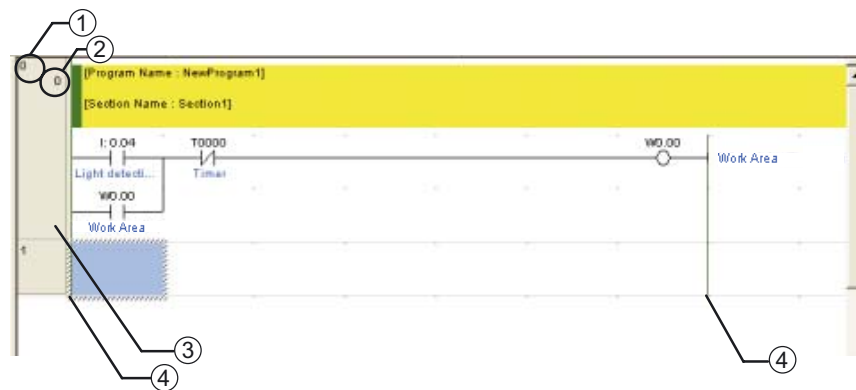 ①
②
0
0
[Program Name : NewProgram1]
[Section Name : Section1]
I: 0.04
T0000
W0.00
Light detecti...
Timer
Work Area
W0.00
Work Area
1
③
④
④